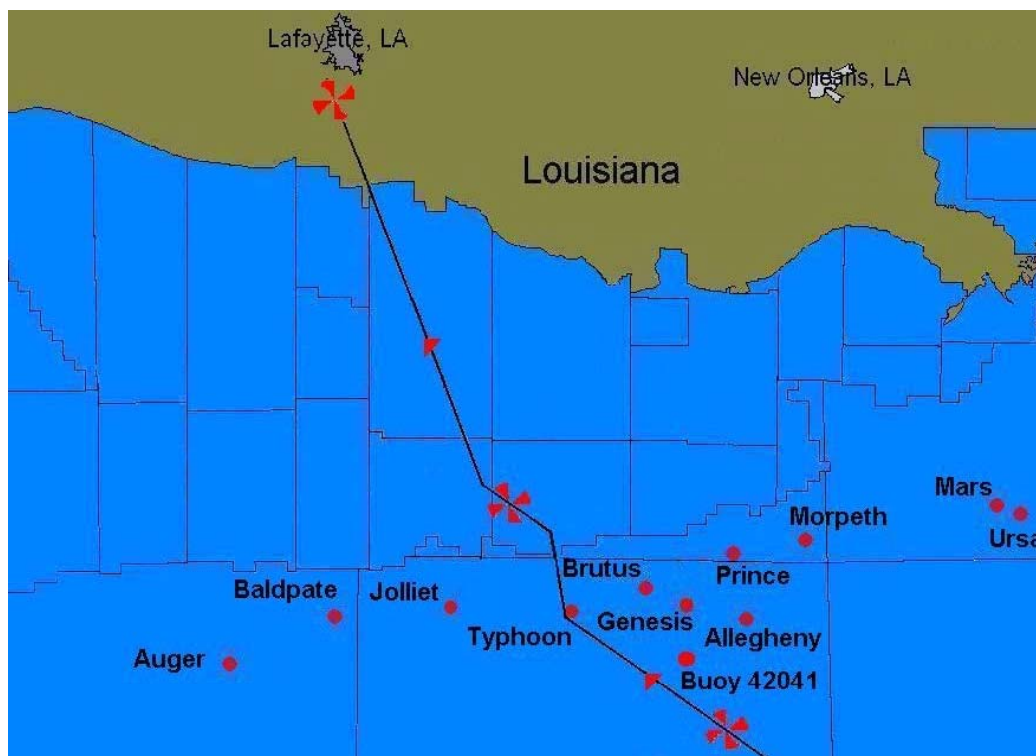 Lafayette, LA
New Orleans, LA
Louisiana
Mars
Ursa
Morpeth
Prince
Brutus
Baldpate
Jolliet
Genesis
Allegheny
Typhoon
Auger
Buoy 42041